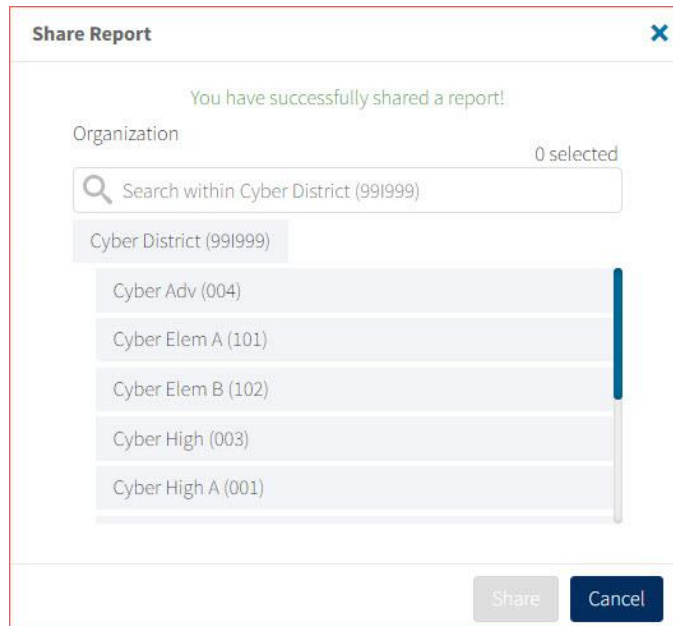 Share Report
You have successfully shared a report!
Organization
0 selected
Search within Cyber District (99I999)
Cyber District (99I999)
Cyber Adv (004)
Cyber Elem A (101)
Cyber Elem B (102)
Cyber High (003)
Cyber High A (001)
Share
Cancel